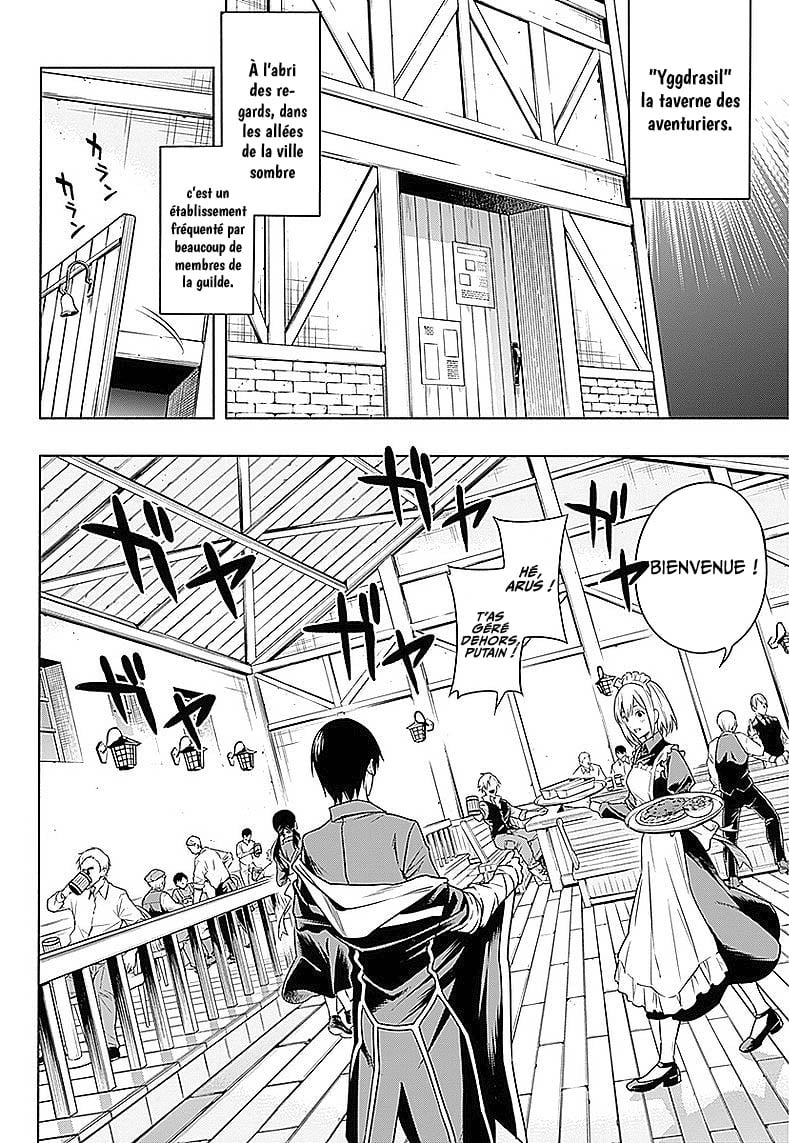 "Yggdrasil"
la taverne des
aventuriers.
À l'abri
des re-
gards, dans
les allées
de la ville
sombre
c'est un
établissement
fréquenté par
beaucoup de
membres de
la guilde.
カラン
カラン
BIENVENUE !
HÉ,
ARUS !
T'AS
GÉRÉ
DEHORS,
PUTAIN !
ガヤ
ガヤ
ガヤ
ガヤ